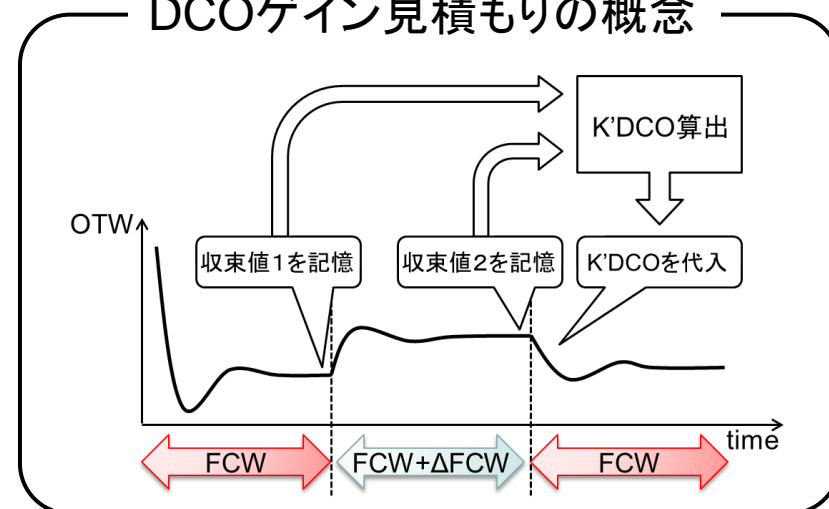 DCOゲイン見積もりの概念
K'DCO算出
OTW
収束値1を記憶
収束値2を記憶
K'DCOを代入
time
FCW
FCW+ΔFCW
FCW